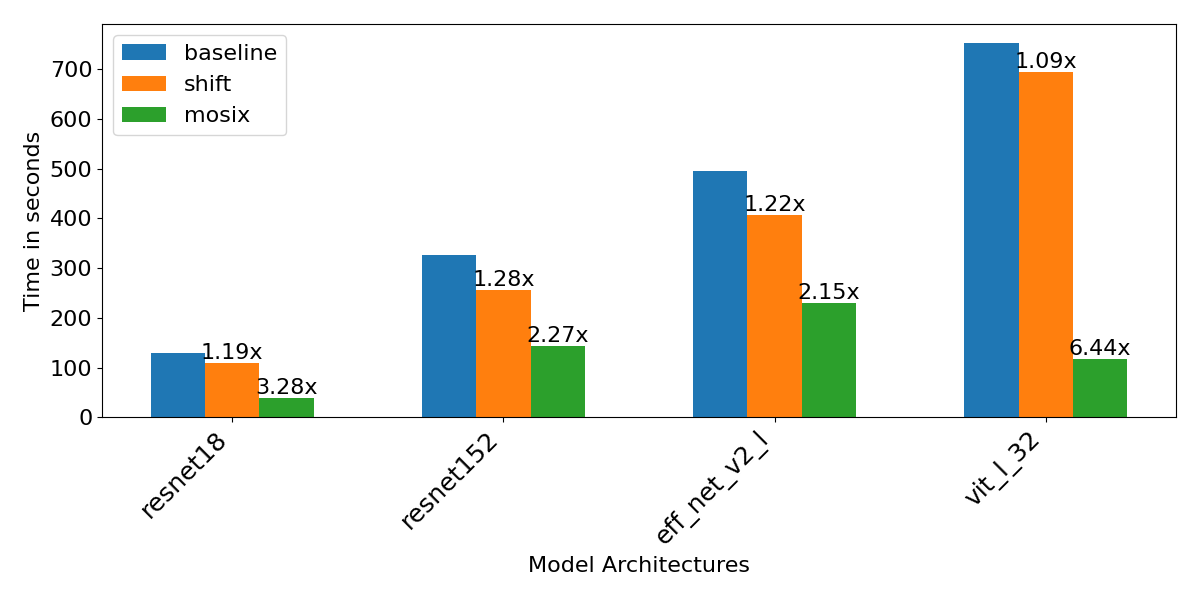 baseline
shift
mosix
Time in seconds
700
600
500
400
300
200
100
0
1.19x
3.28x
1.28x
2.27x
1.22x
2.15x
1.09x
6.44x
resnet18
resnet152
eff_net_v2_l
vit_l_32
Model Architectures